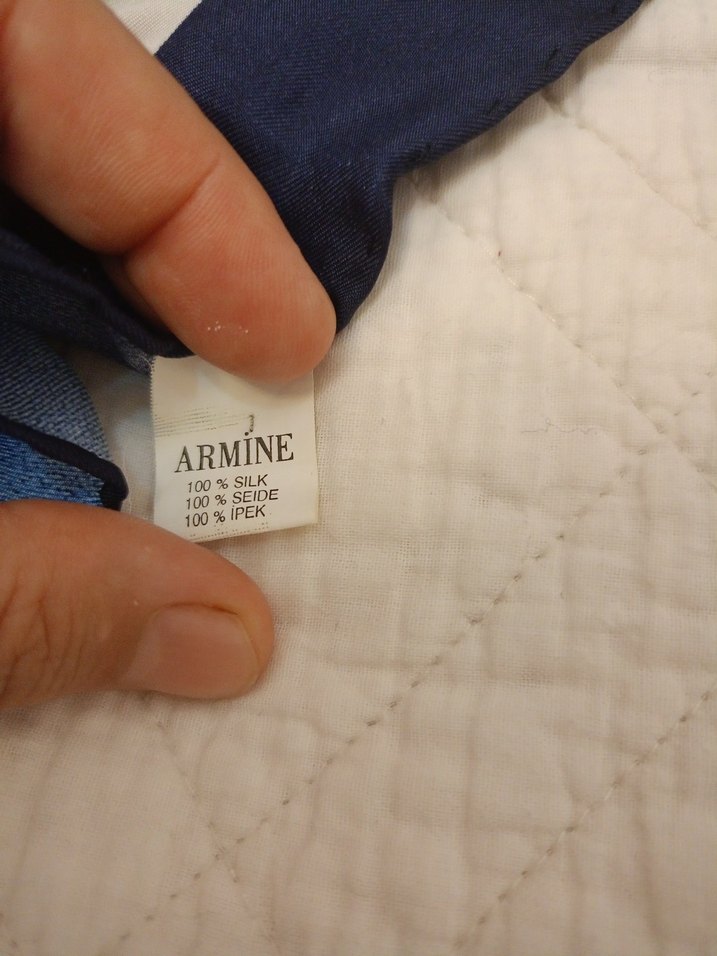 ARMİNE
100 % SILK
100 % SEIDE
100 % İPEK